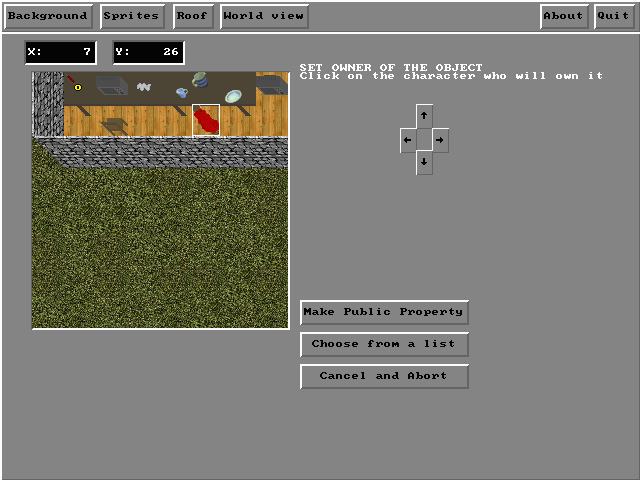 Background Sprites Roof World view About Quit
X: 7 Y: 26
SET OWNER OF THE OBJECT
Click on the character who will own it
Make Public Property
Choose from a list
Cancel and Abort